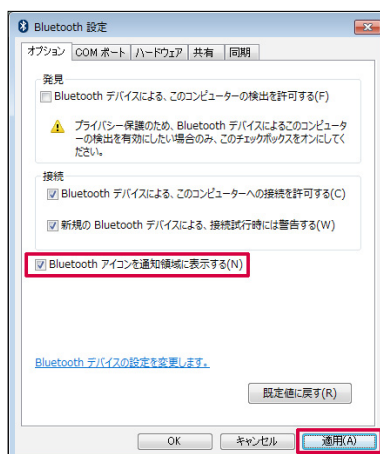 Bluetooth 設定
オプション COM ポート ハードウェア 共有 同期
発見
Bluetooth デバイスによる、このコンピューターの検出を許可する(F)
プライバシー保護のため、Bluetooth デバイスによるこのコンピュータ
ーの検出を有効にしたい場合のみ、このチェックボックスをオンにしてく
ださい。
接続
Bluetooth デバイスによる、このコンピューターへの接続を許可する(C)
新規の Bluetooth デバイスによる、接続試行時には警告する(W)
Bluetooth アイコンを通知領域に表示する(N)
Bluetooth デバイスの設定を変更します。
既定値に戻す(R)
OK キャンセル 適用(A)